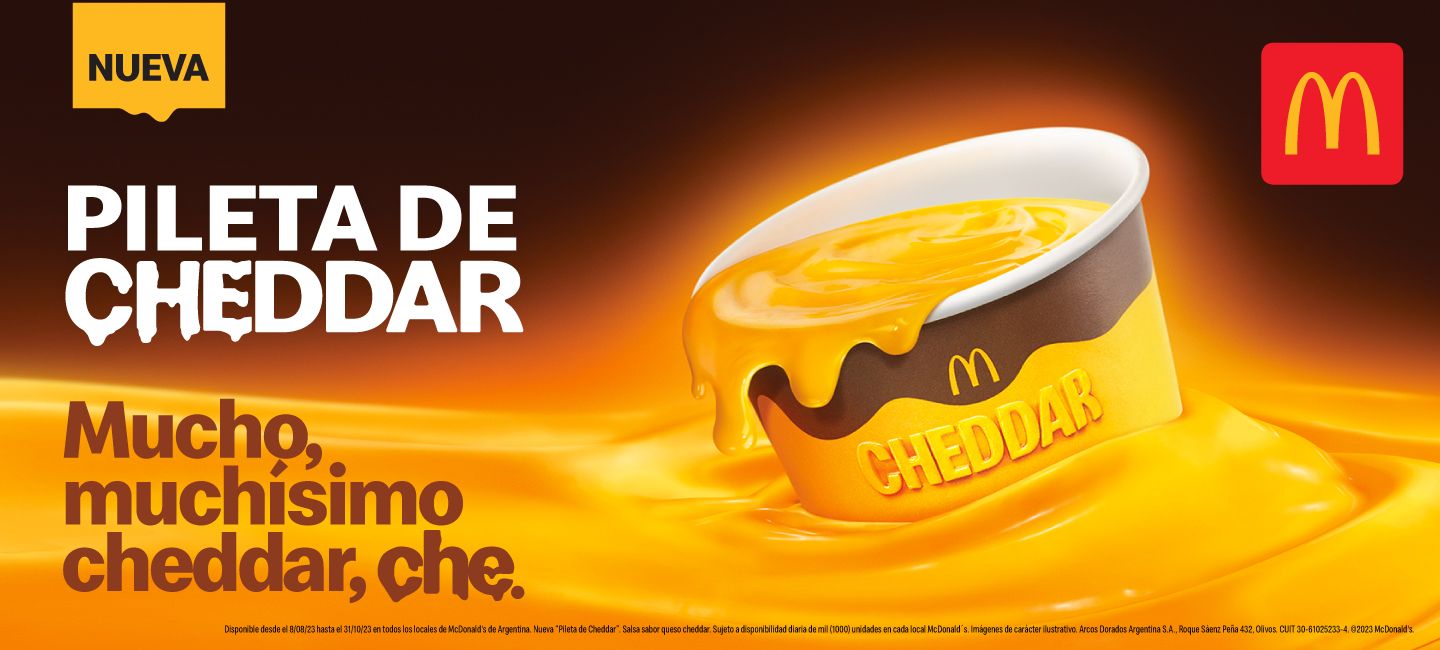 NUEVA
PILETA DE
CHEDDAR
Mucho,
muchísimo
cheddar, che.
CHEDDAR
Disponible desde el 8/08/23 hasta el 31/10/23 en todos los locales de McDonald's de Argentina. Nueva "Pileta de Cheddar". Salsa sabor queso cheddar. Sujeto a disponibilidad diaria de mil (1000) unidades en cada local McDonald´s. Imágenes de carácter ilustrativo. Arcos Dorados Argentina S.A., Roque Sáenz Peña 432, Olivos. CUIT 30-61025233-4. ©2023 McDonald's.